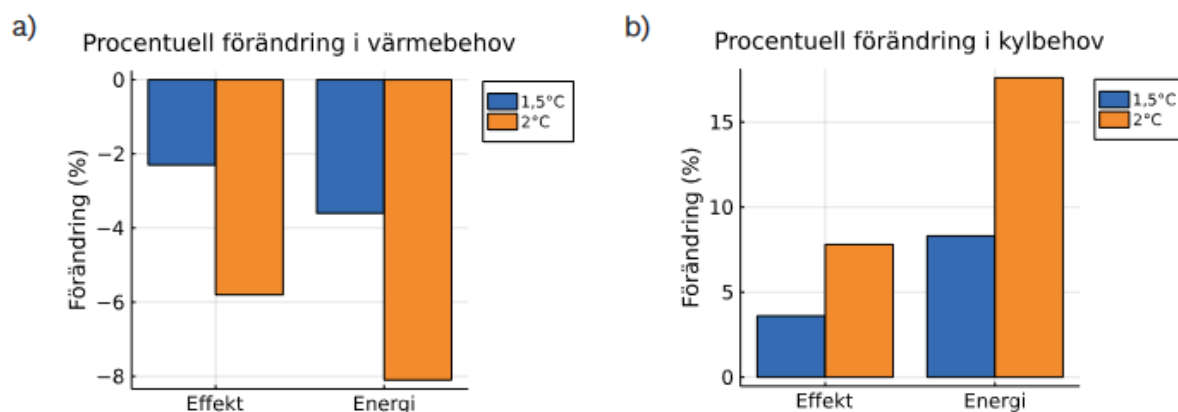 a)
Procentuell förändring i värmebehov
Förändring (%)
0
−2
−4
−6
−8
Effekt
Energi
1,5°C
2°C
b)
Procentuell förändring i kylbehov
Förändring (%)
15
10
5
0
Effekt
Energi
1,5°C
2°C